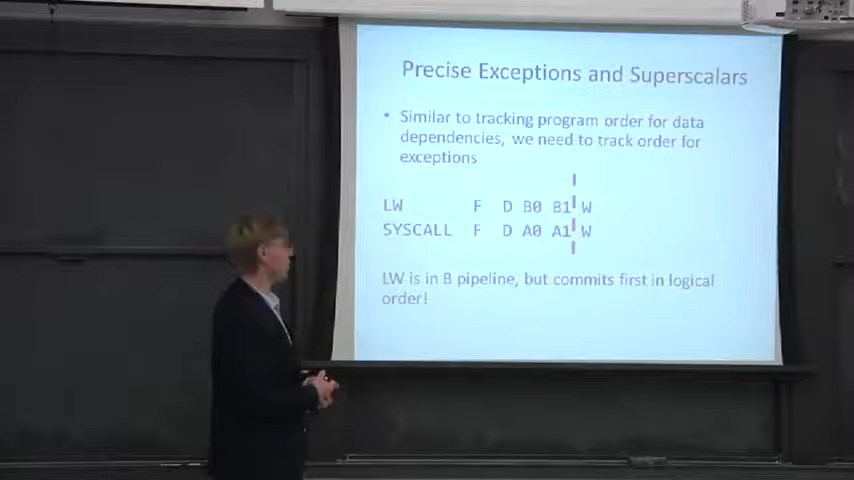 Precise Exceptions and Superscalars
• Similar to tracking program order for data
dependencies, we need to track order for
exceptions
LW F D B0 B1 W
SYSCALL F D A0 A1 W
LW is in B pipeline, but commits first in logical
order!